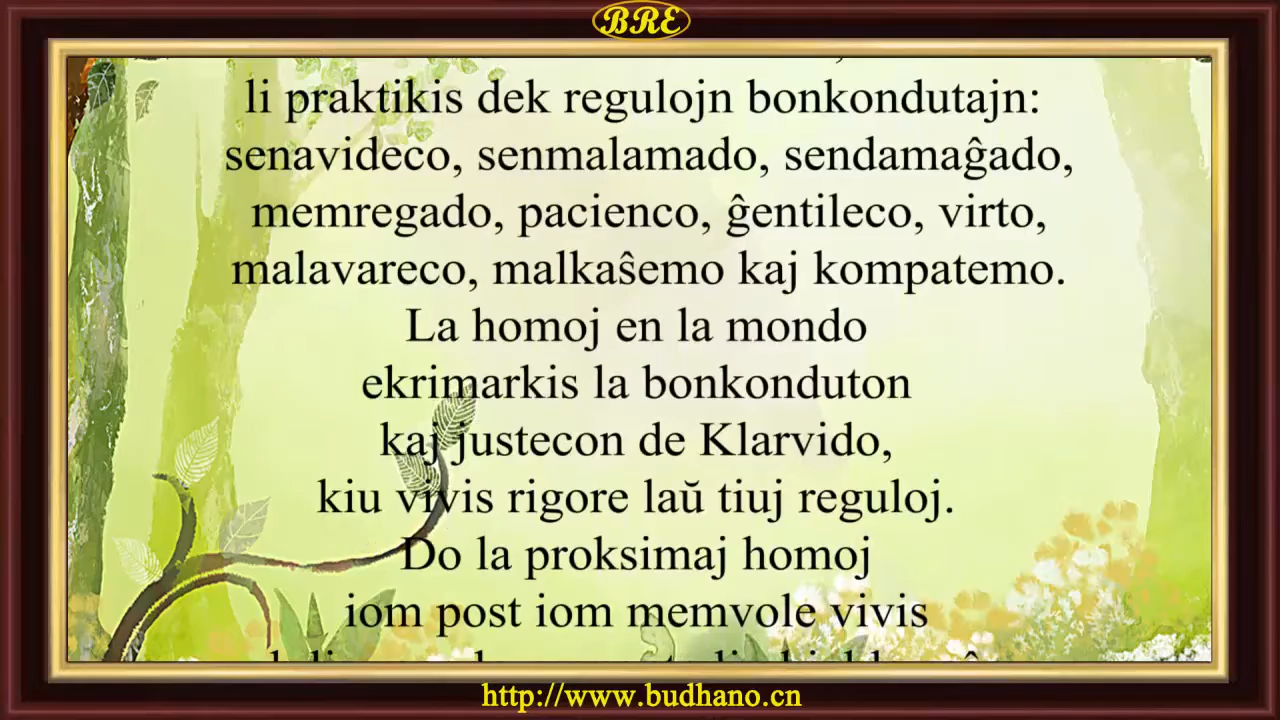 BRE
li praktikis dek regulojn bonkondutajn:
senavideco, senmalamado, sendamaĝado,
memregado, pacienco, ĝentileco, virto,
malavareco, malkaŝemo kaj kompatemo.
La homoj en la mondo
ekrimarkis la bonkonduton
kaj justecon de Klarvido,
kiu vivis rigore laŭ tiuj reguloj.
Do la proksimaj homoj
iom post iom memvole vivis
http://www.budhano.cn